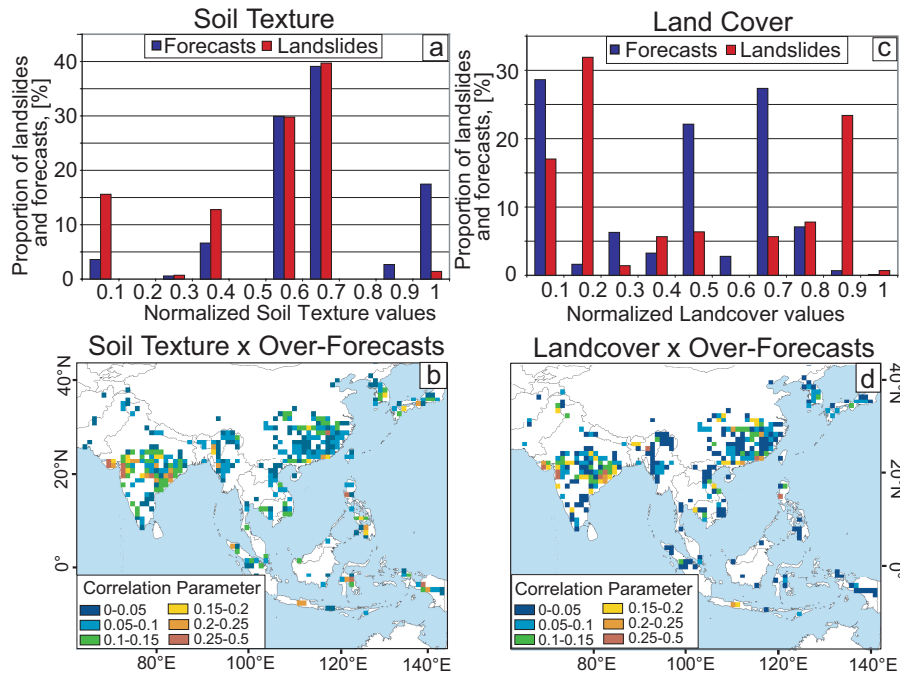 Soil Texture
Forecasts Landslides
a
Proportion of landslides
and forecasts, [%]
40
30
20
10
0
0.1 0.2 0.3 0.4 0.5 0.6 0.7 0.8 0.9 1
Normalized Soil Texture values
Land Cover
Forecasts Landslides
c
Proportion of landslides
and forecasts, [%]
30
20
10
0
0.1 0.2 0.3 0.4 0.5 0.6 0.7 0.8 0.9 1
Normalized Landcover values
Soil Texture x Over-Forecasts
b
40°N
20°N
0°
Correlation Parameter
0-0.05 0.15-0.2
0.05-0.1 0.2-0.25
0.1-0.15 0.25-0.5
80°E 100°E 120°E 140°E
Landcover x Over-Forecasts
d
40°N
20°N
0°
Correlation Parameter
0-0.05 0.15-0.2
0.05-0.1 0.2-0.25
0.1-0.15 0.25-0.5
80°E 100°E 120°E 140°E